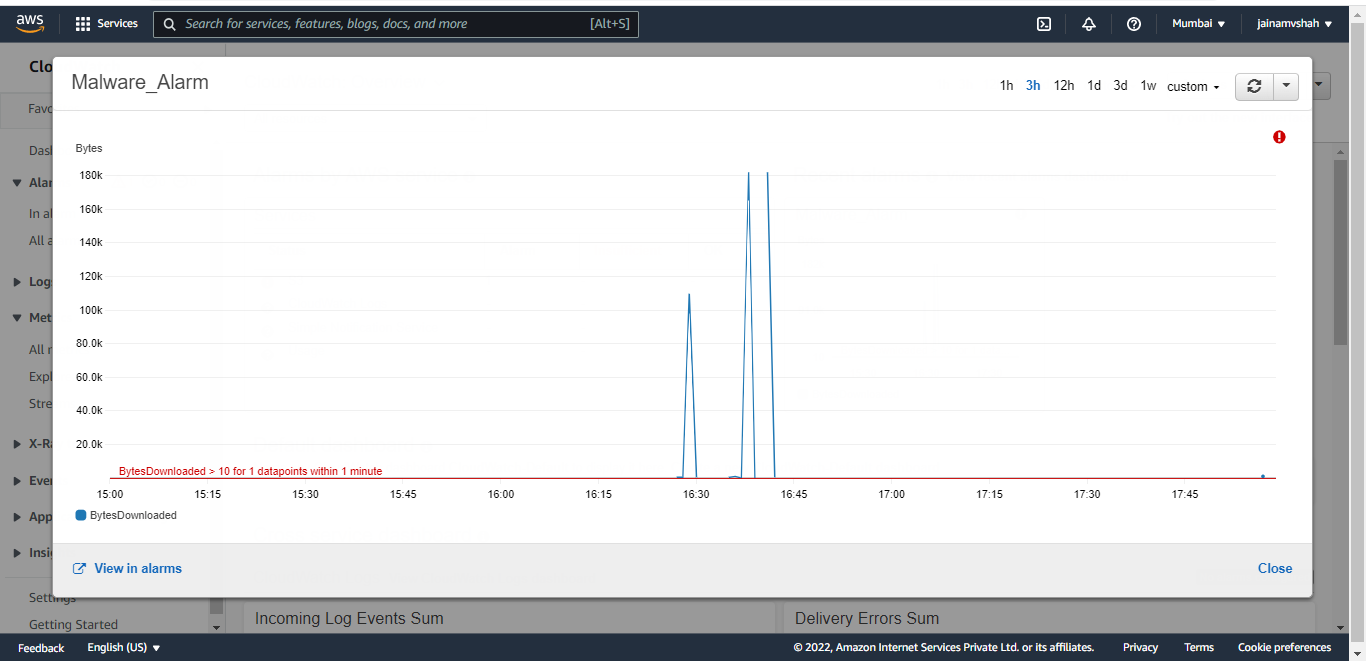 aws Services Search for services, features, blogs, docs, and more [Alt+S] Mumbai jainamvshah
Malware_Alarm
1h 3h 12h 1d 3d 1w custom
Bytes
180k
160k
140k
120k
100k
80.0k
60.0k
40.0k
20.0k
BytesDownloaded > 10 for 1 datapoints within 1 minute
15:00 15:15 15:30 15:45 16:00 16:15 16:30 16:45 17:00 17:15 17:30 17:45
BytesDownloaded
View in alarms Close
Settings
Getting Started
Incoming Log Events Sum Delivery Errors Sum
Feedback English (US) © 2022, Amazon Internet Services Private Ltd. or its affiliates. Privacy Terms Cookie preferences